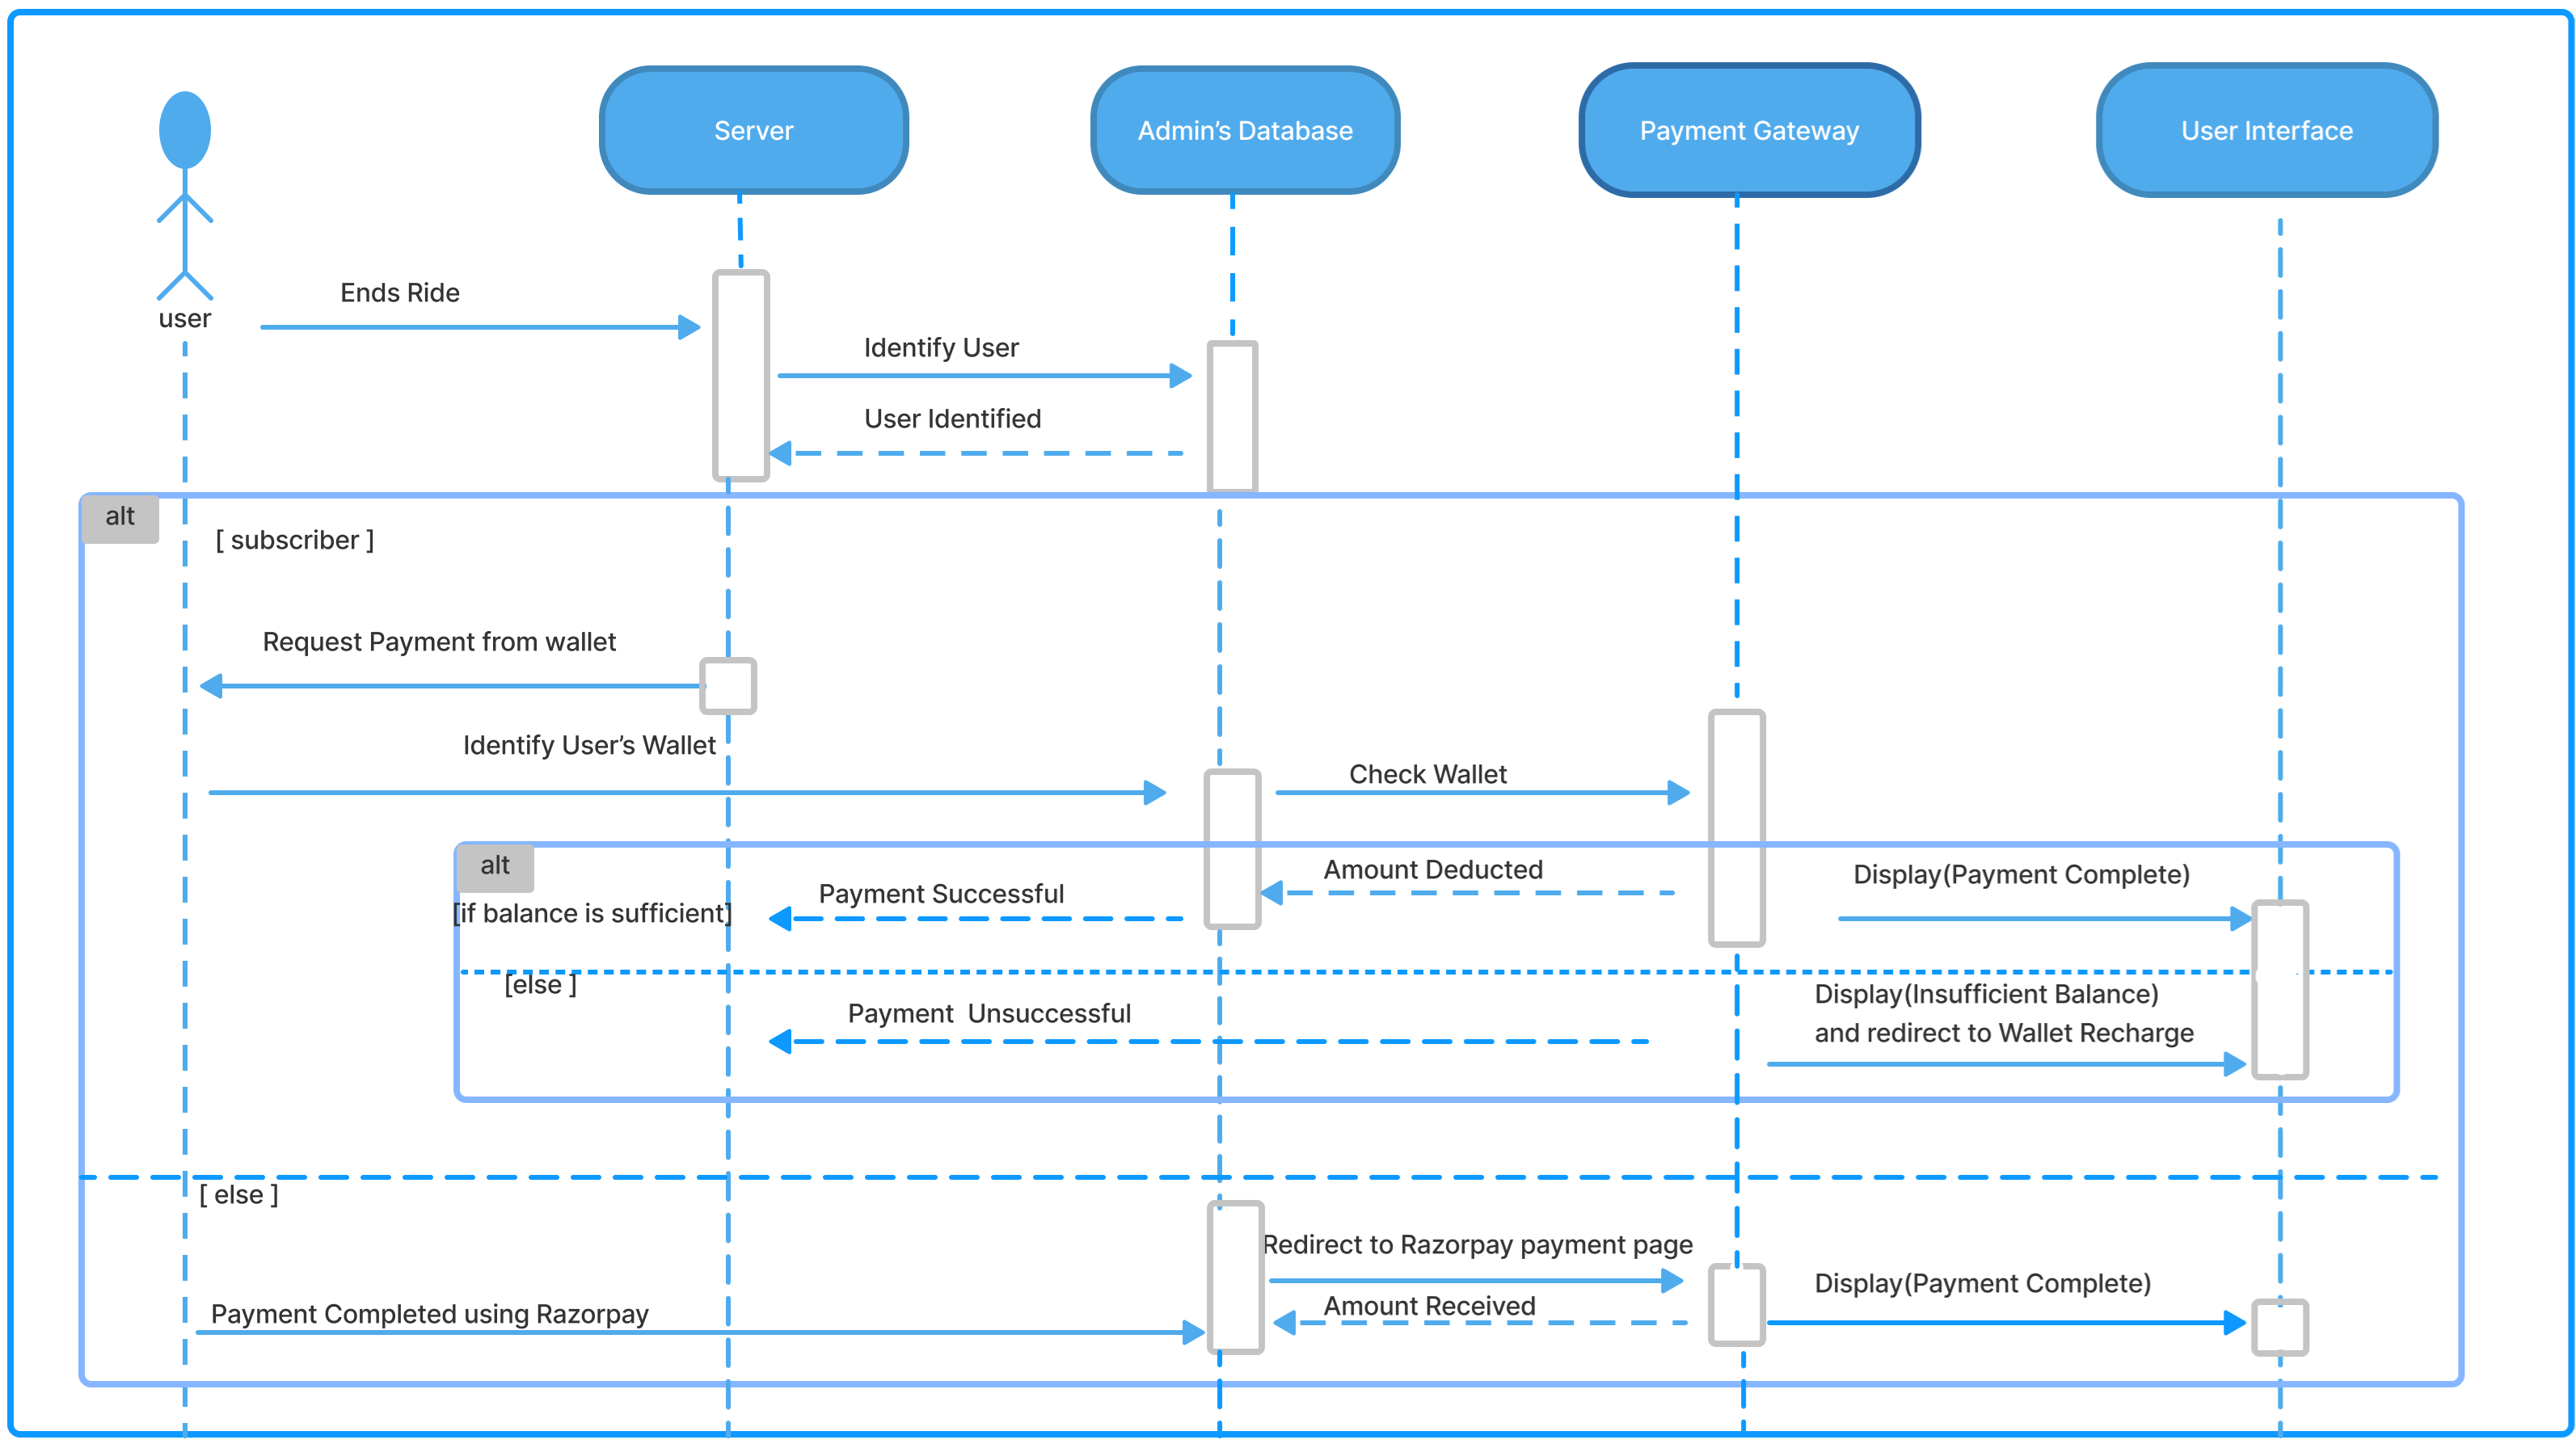 Server
Admin's Database
Payment Gateway
User Interface
user
Ends Ride
Identify User
User Identified
alt
[ subscriber ]
Request Payment from wallet
Identify User's Wallet
Check Wallet
alt
[if balance is sufficient]
Payment Successful
Amount Deducted
Display(Payment Complete)
[else ]
Payment  Unsuccessful
Display(Insufficient Balance)
and redirect to Wallet Recharge
[ else ]
Redirect to Razorpay payment page
Display(Payment Complete)
Amount Received
Payment Completed using Razorpay